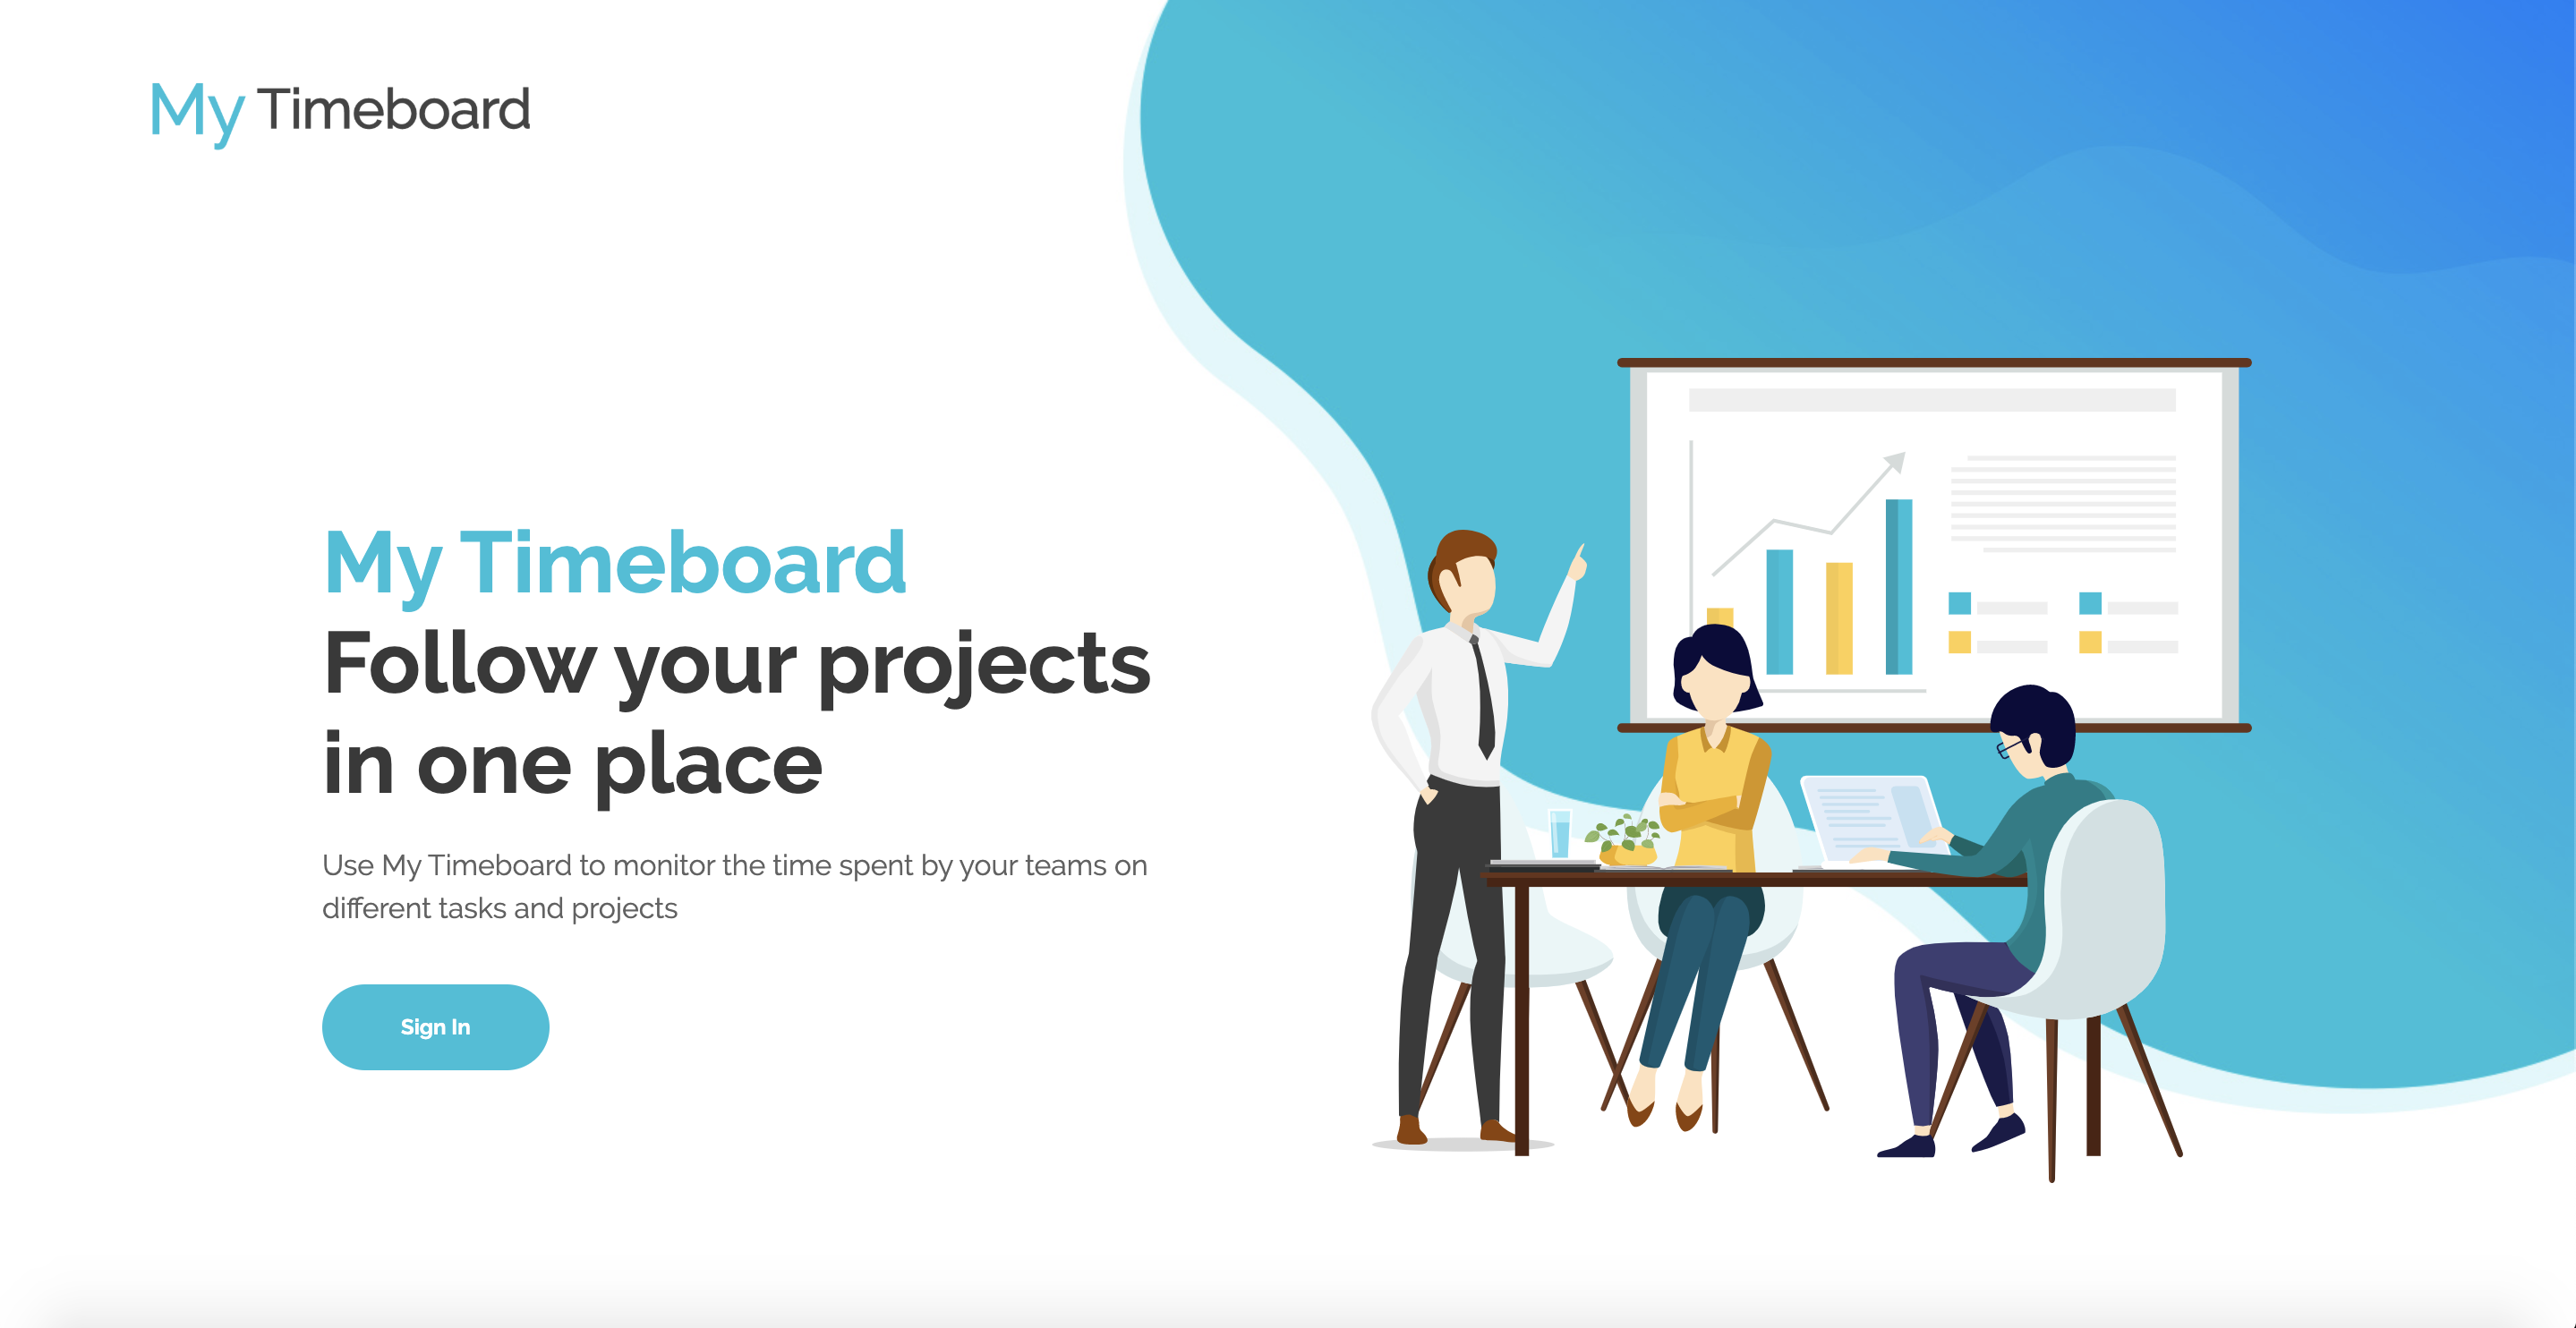 My Timeboard
My Timeboard
Follow your projects
in one place
Use My Timeboard to monitor the time spent by your teams on
different tasks and projects
Sign In